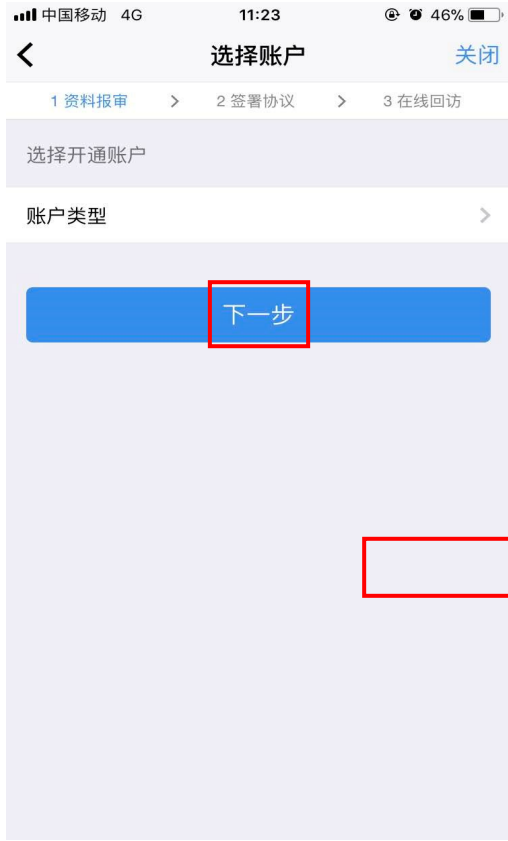 中国移动 4G 11:23 46%
选择账户 关闭
1 资料报审 > 2 签署协议 > 3 在线回访
选择开通账户
账户类型
下一步